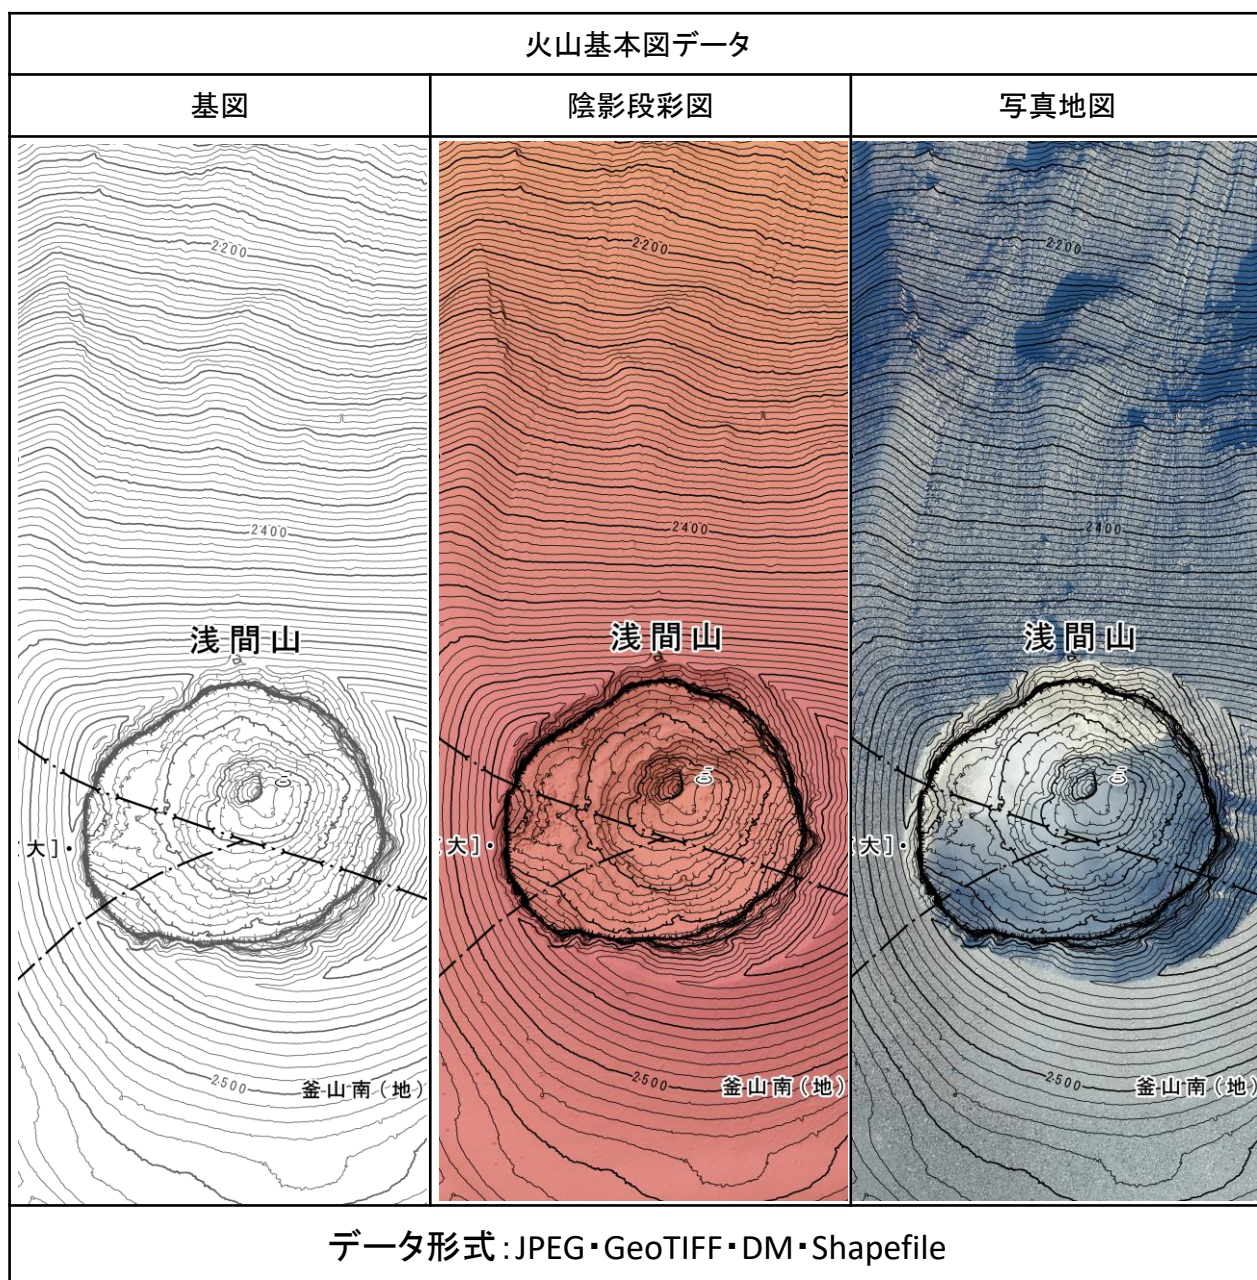 火山基本図データ
基図
陰影段彩図
写真地図
2200
2400
浅間山
大]
2500
釜山南(地)
2200
2400
浅間山
[大]
2500
釜山南(地)
2200
2400
浅間山
[大]
2500
釜山南(地)
データ形式:JPEG・GeoTIFF・DM・Shapefile